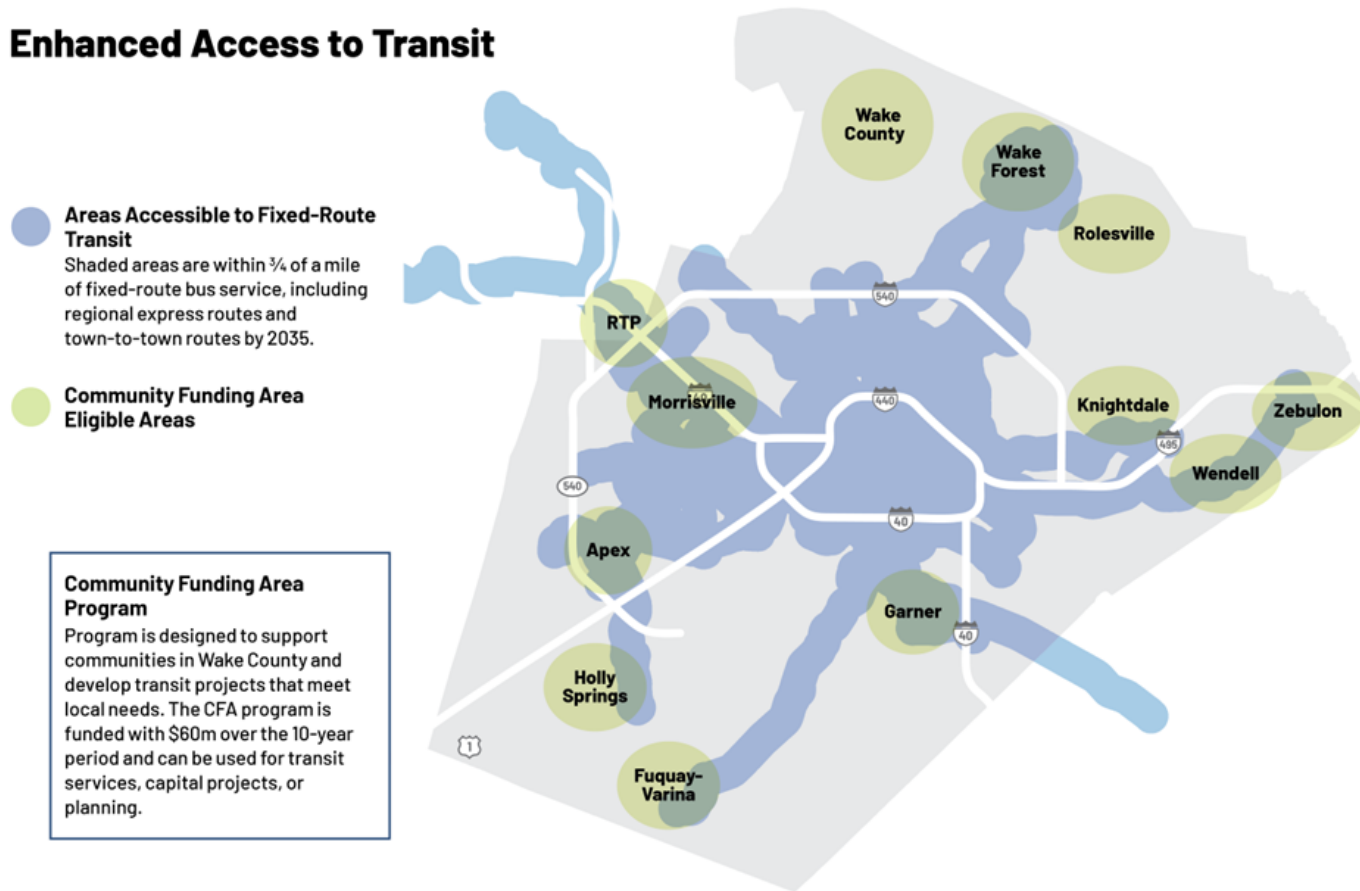 Enhanced Access to Transit
Areas Accessible to Fixed-Route
Transit
Shaded areas are within ¾ of a mile
of fixed-route bus service, including
regional express routes and
town-to-town routes by 2035.
Community Funding Area
Eligible Areas
Community Funding Area
Program
Program is designed to support
communities in Wake County and
develop transit projects that meet
local needs. The CFA program is
funded with $60m over the 10-year
period and can be used for transit
services, capital projects, or
planning.
Wake
County
Wake
Forest
Rolesville
540
RTP
40
Morrisville
440
Knightdale
Zebulon
495
Wendell
540
40
Apex
Garner
40
Holly
Springs
1
Fuquay-
Varina